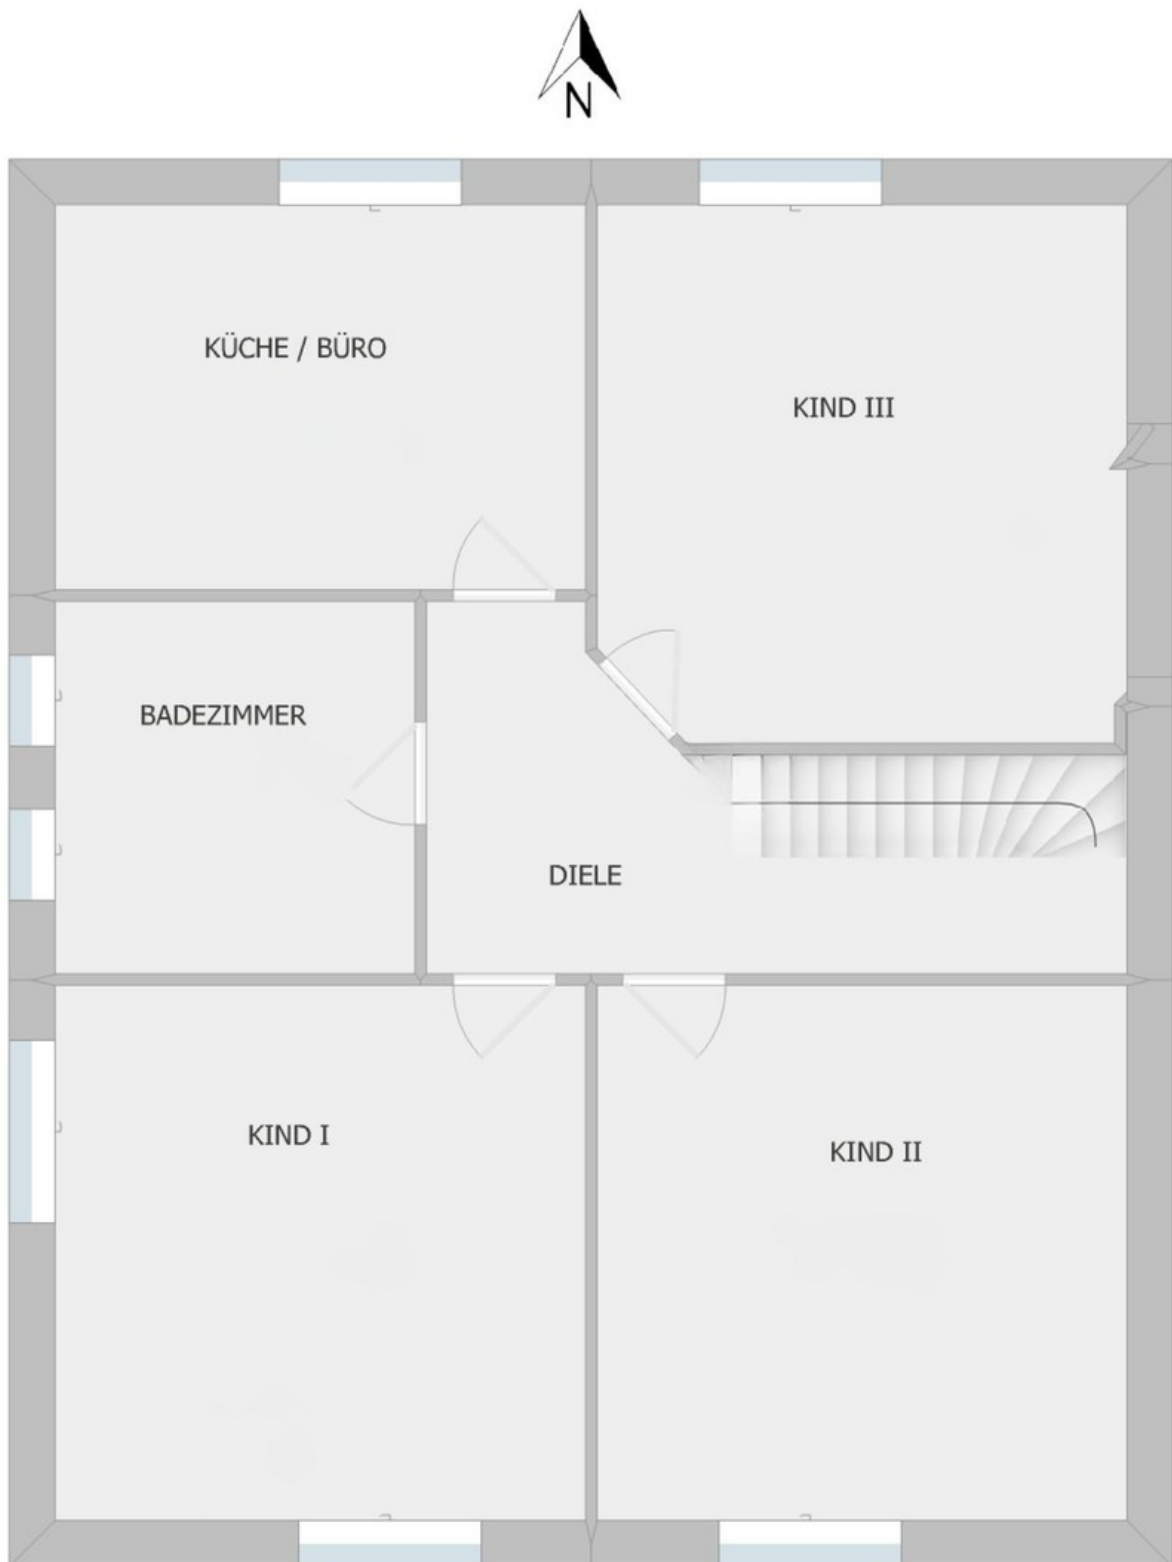 N
KÜCHE / BÜRO
KIND III
BADEZIMMER
DIELE
KIND I
KIND II